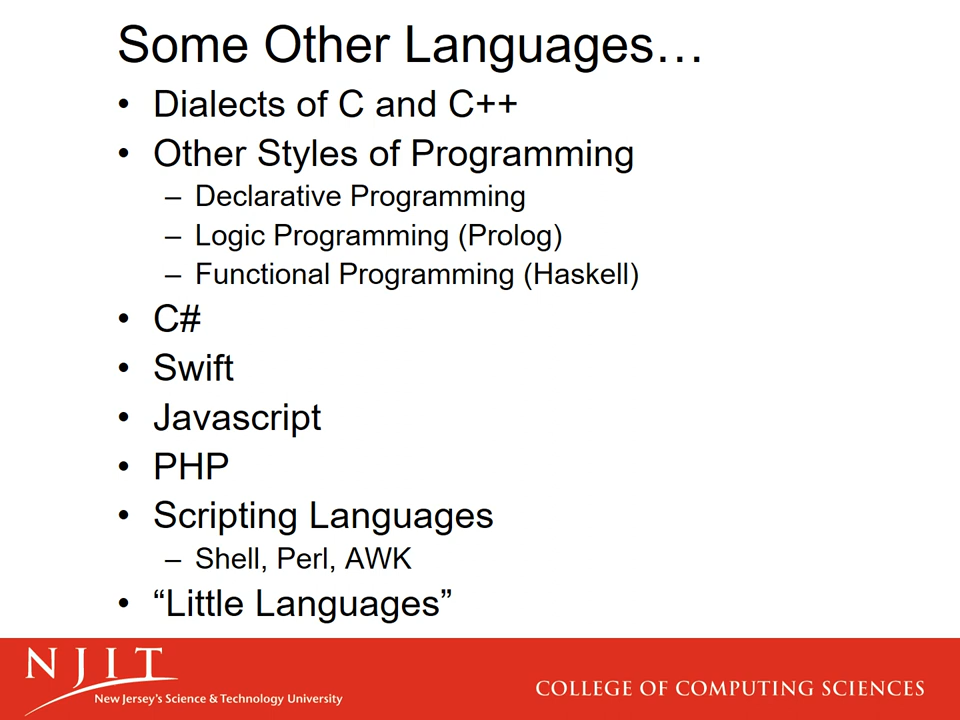 Some Other Languages…
• Dialects of C and C++
• Other Styles of Programming
– Declarative Programming
– Logic Programming (Prolog)
– Functional Programming (Haskell)
• C#
• Swift
• Javascript
• PHP
• Scripting Languages
– Shell, Perl, AWK
• “Little Languages”
NJIT
New Jersey's Science & Technology University
COLLEGE OF COMPUTING SCIENCES